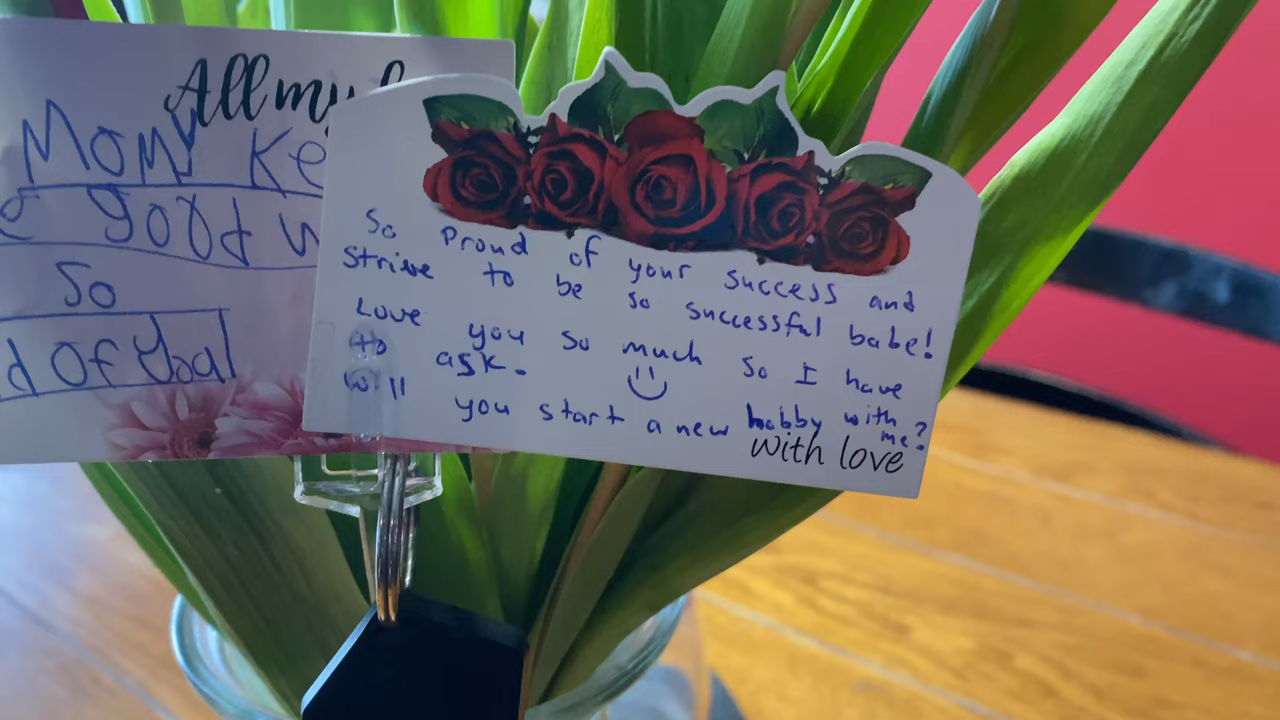 All my
Mom Ke
e good w
So
d Of You!
So Proud of your success and
Strive to be so successful babe!
Love you so much so I have
to ask.
will you start a new hobby with
me?
with love